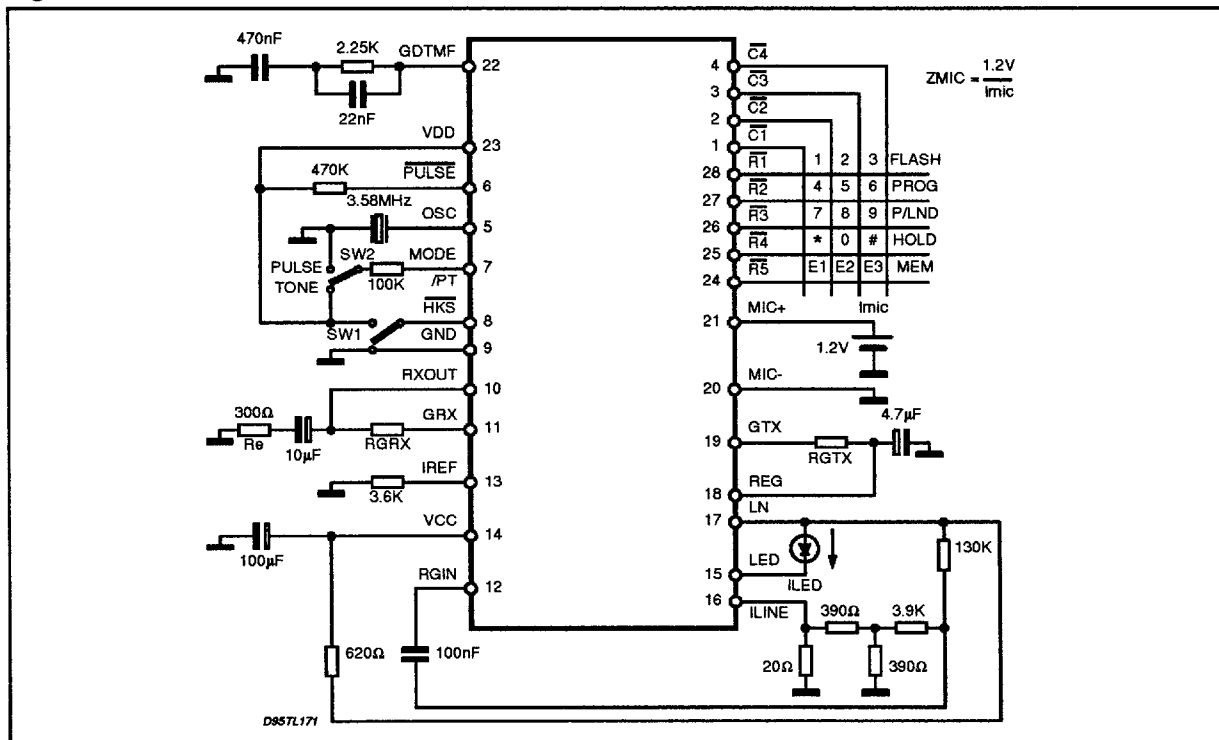 470nF
2.25K
GDTMF
22
22nF
VDD
23
470K
PULSE
6
3.58MHz
OSC
5
SW2
MODE
7
PULSE
TONE
100K
/PT
HKS
8
SW1
GND
9
RXOUT
10
300Ω
GRX
11
Re
10µF
RGRX
IREF
13
3.6K
VCC
14
100µF
RGIN
12
620Ω
100nF
D95TL171
C4
4
C3
3
C2
2
C1
1
R1
1 2 3 FLASH
28
R2
4 5 6 PROG
27
R3
7 8 9 P/LND
26
R4
* 0 # HOLD
25
R5
E1 E2 E3 MEM
24
ZMIC = 1.2V
Imic
MIC+
Imic
21
1.2V
MIC-
20
4.7µF
GTX
19
RGTX
REG
18
LN
17
LED
130K
15
ILED
16
ILINE
390Ω
3.9K
20Ω
390Ω